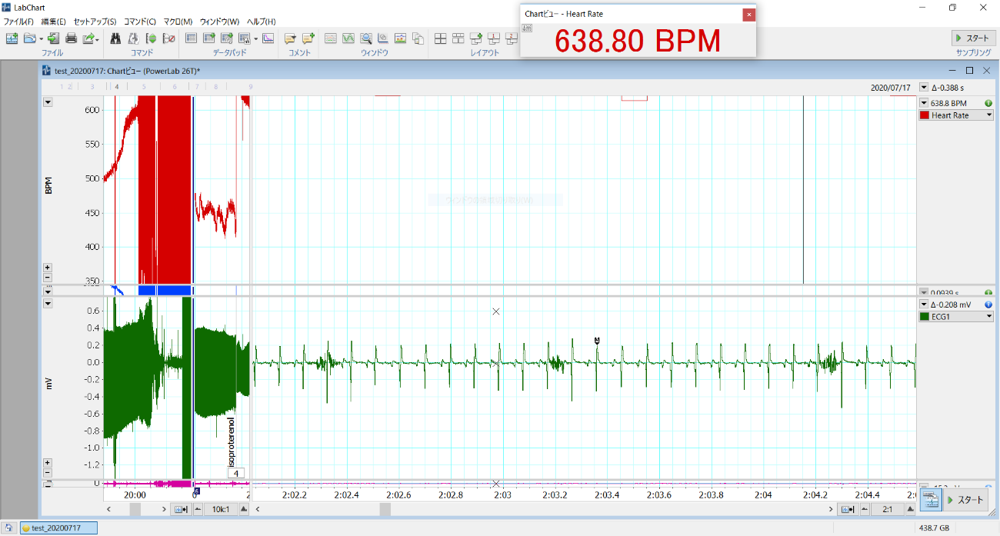 LabChart
ファイル(F) 編集(E) セットアップ(S) コマンド(C) マクロ(M) ウィンドウ(W) ヘルプ(H)
Chartビュー - Heart Rate
638.80 BPM
スタート
ファイル コマンド データパッド コメント ウィンドウ レイアウト サンプリング
test_20200717: Chartビュー (PowerLab 26T)*
1 2 3 4 5 6 7 8 9
2020/07/17 Δ-0.388 s
638.8 BPM
Heart Rate
600
550
500
BPM
450
400
350
0.0939 s
Δ-0.208 mV
ECG1
0.6
0.4
0.2
0.0
-0.2
mV
-0.4
-0.6
-0.8
-1.0
-1.2
M
isoproterenol
4
0
20:00 0 2 2:02.2 2:02.4 2:02.6 2:02.8 2:03 2:03.2 2:03.4 2:03.6 2:03.8 2:04 2:04.2 2:04.4 2:0
6
10k:1 2:1
スタート
test_20200717
438.7 GB